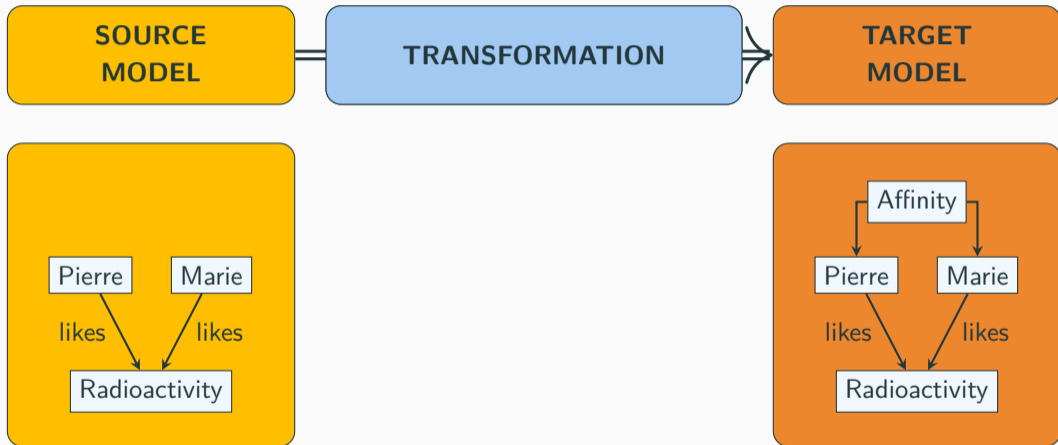 SOURCE
MODEL
TRANSFORMATION
TARGET
MODEL
Pierre
Marie
likes
likes
Radioactivity
Affinity
Pierre
Marie
likes
likes
Radioactivity